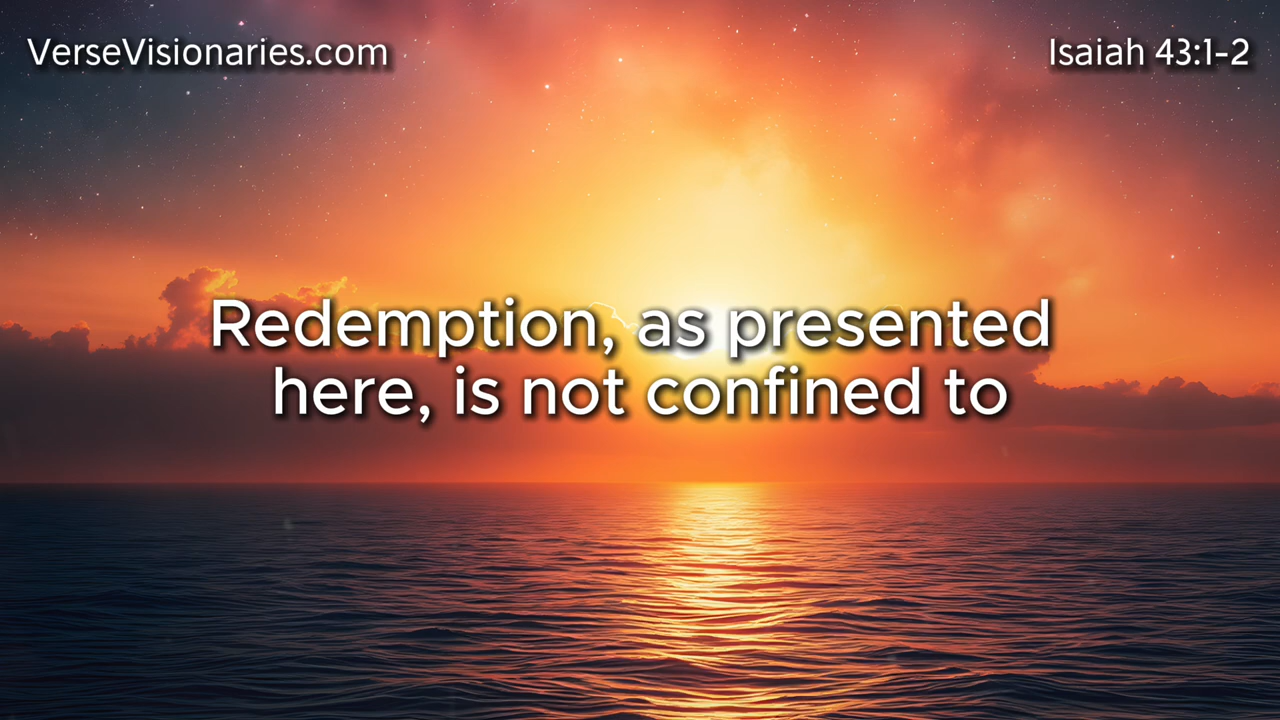 VerseVisionaries.com
Isaiah 43:1-2
Redemption, as presented
here, is not confined to